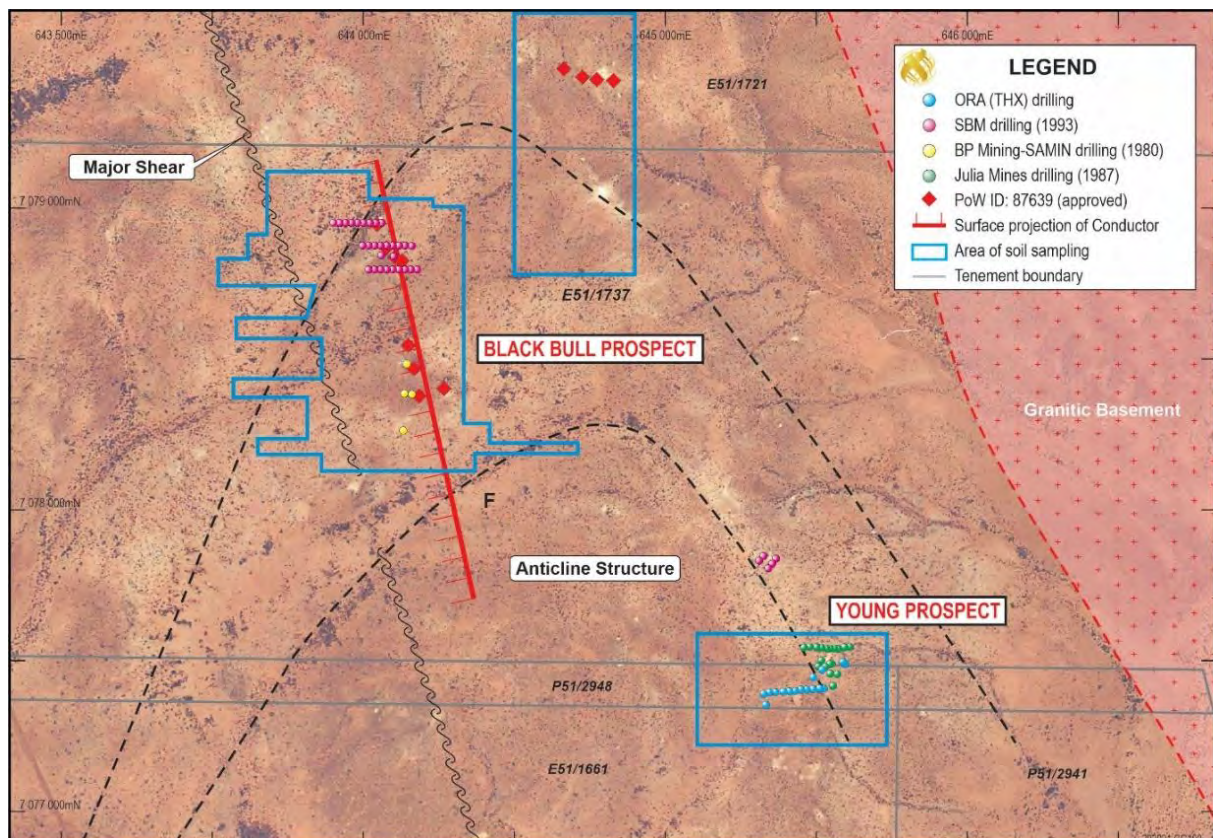 643 500mE
644 000mE
645 000mE
646 000mE
E51/1721
LEGEND
ORA (THX) drilling
SBM drilling (1993)
BP Mining-SAMIN drilling (1980)
Julia Mines drilling (1987)
PoW ID: 87639 (approved)
Surface projection of Conductor
Area of soil sampling
Tenement boundary
Major Shear
7 079 000mN
E51/1737
BLACK BULL PROSPECT
Granitic Basement
F
7 078 000mN
Anticline Structure
YOUNG PROSPECT
P51/2948
E51/1661
P51/2941
7 077 000mN